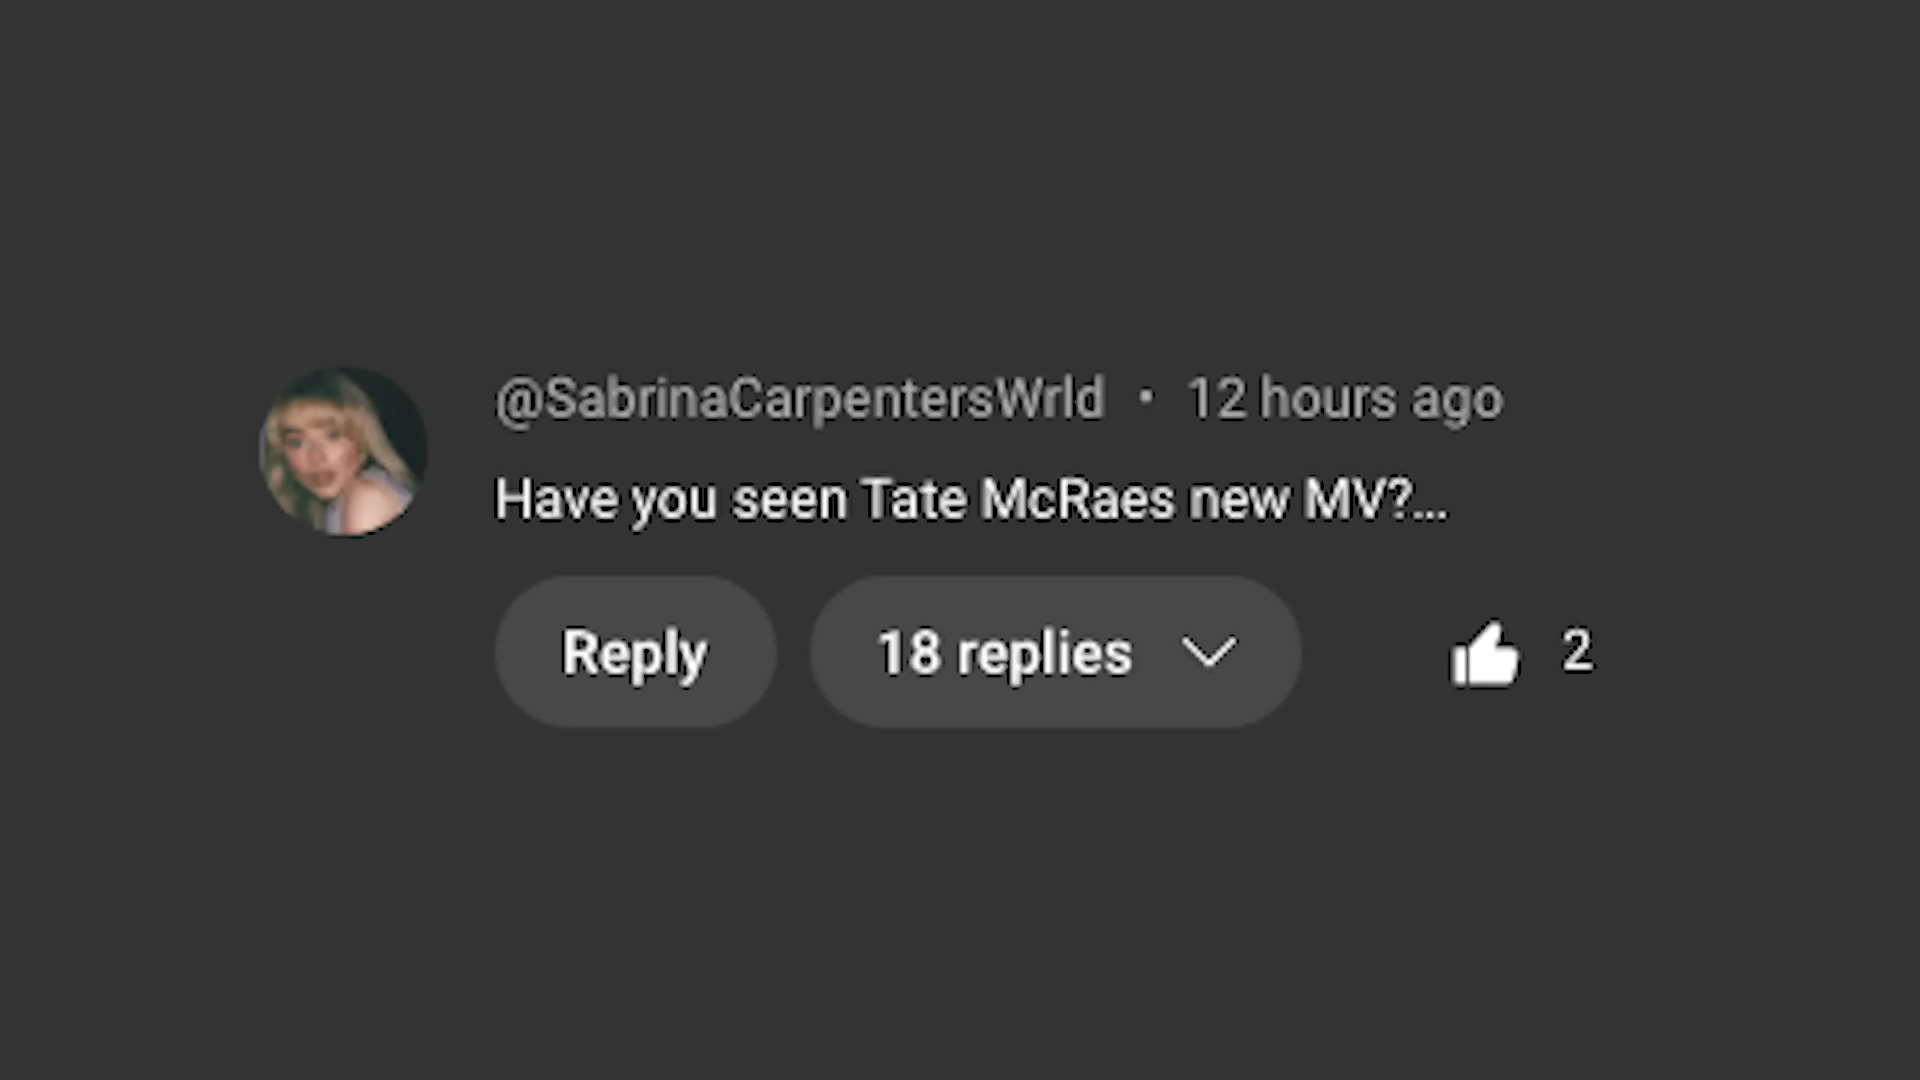 @SabrinaCarpentersWrld • 12 hours ago
Have you seen Tate McRaes new MV?...
Reply 18 replies 2